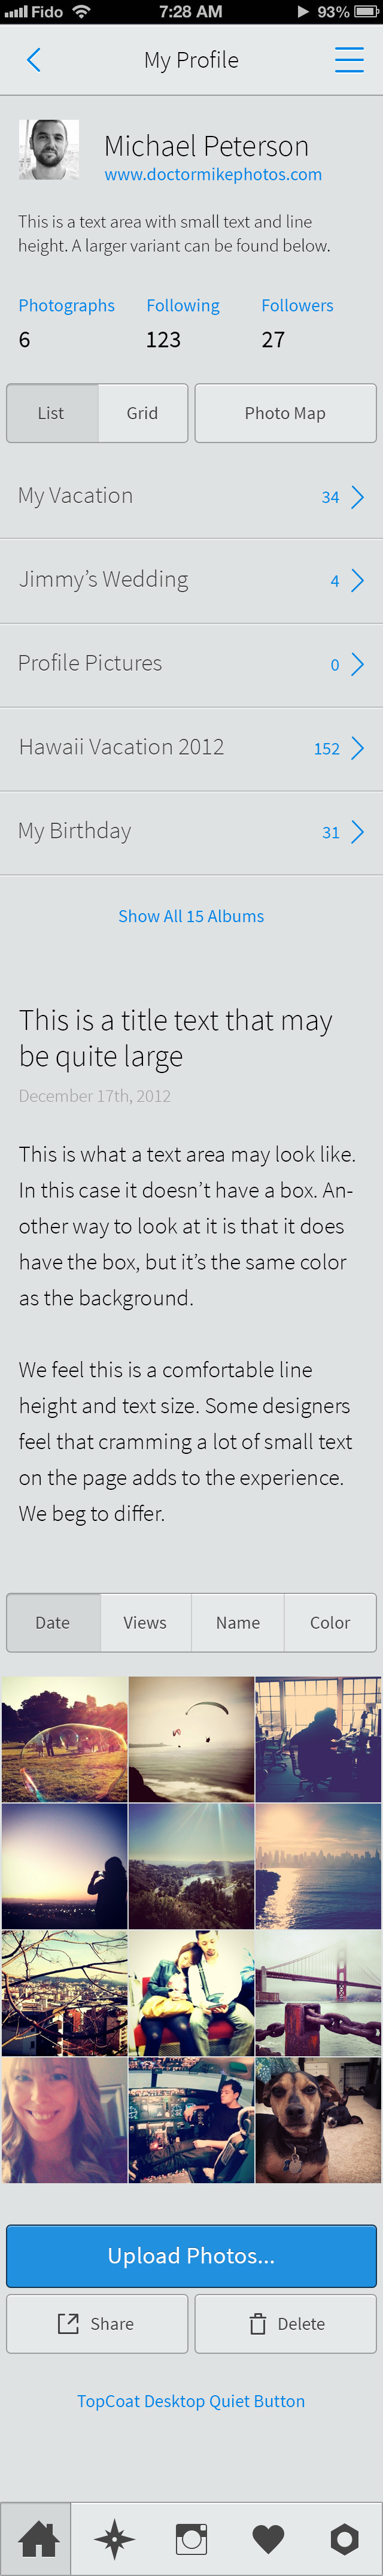 Fido 7:28 AM 93%
My Profile
Michael Peterson
www.doctormikephotos.com
This is a text area with small text and line
height. A larger variant can be found below.
Photographs Following Followers
6 123 27
List Grid Photo Map
My Vacation 34
Jimmy’s Wedding 4
Profile Pictures 0
Hawaii Vacation 2012 152
My Birthday 31
Show All 15 Albums
This is a title text that may
be quite large
December 17th, 2012
This is what a text area may look like.
In this case it doesn’t have a box. An-
other way to look at it is that it does
have the box, but it’s the same color
as the background.
We feel this is a comfortable line
height and text size. Some designers
feel that cramming a lot of small text
on the page adds to the experience.
We beg to differ.
Date Views Name Color
Upload Photos...
Share Delete
TopCoat Desktop Quiet Button